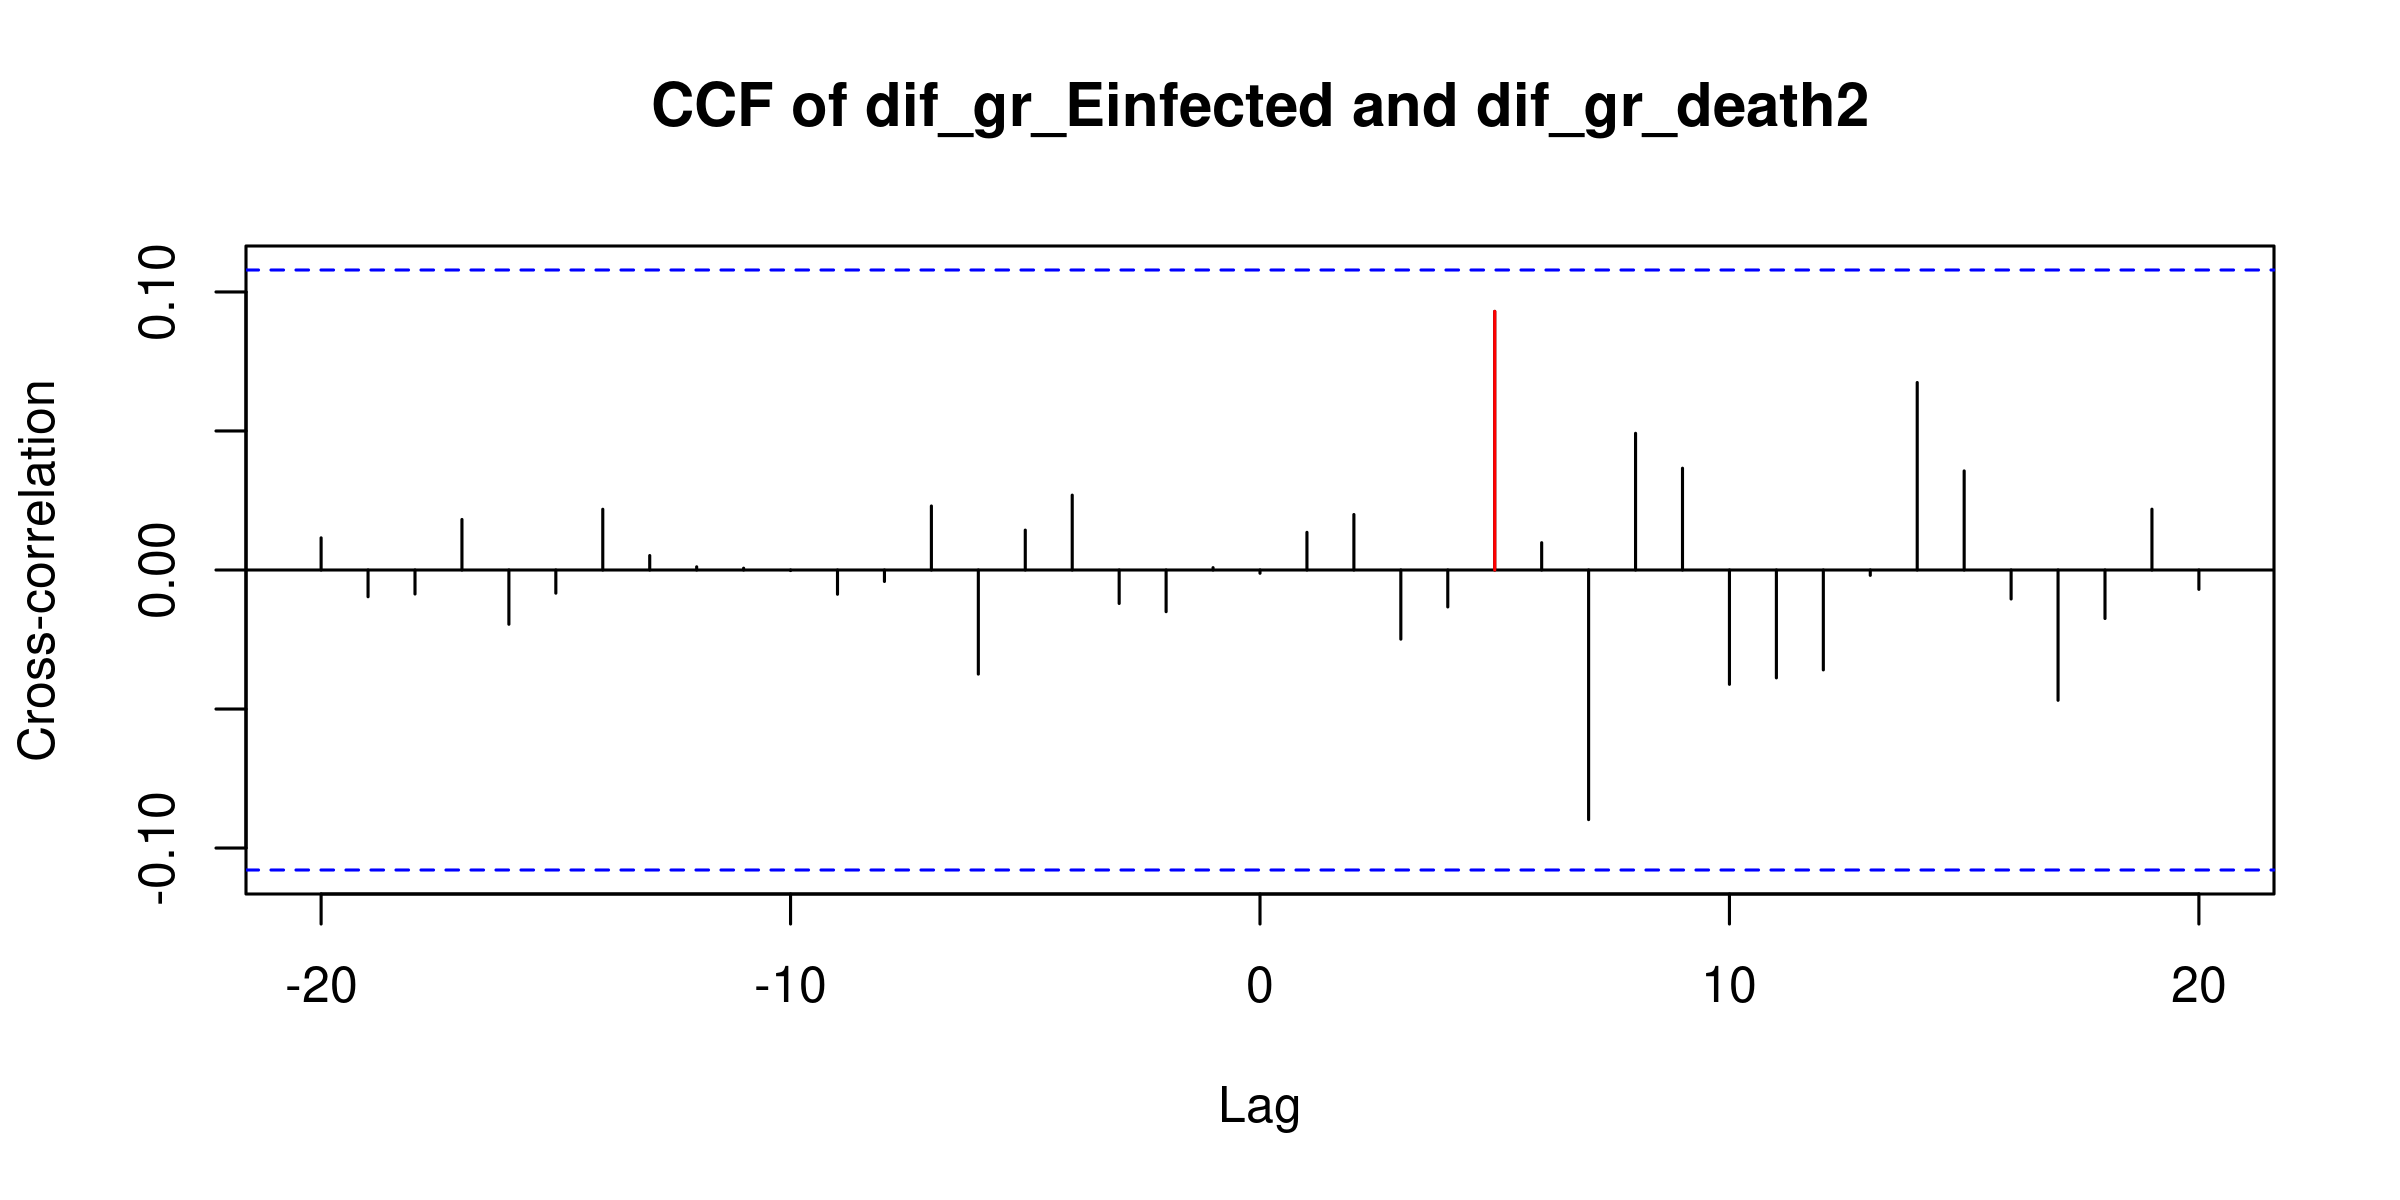 CCF of dif_gr_Einfected and dif_gr_death2
Cross-correlation
0.10
0.00
-0.10
-20 -10 0 10 20
Lag